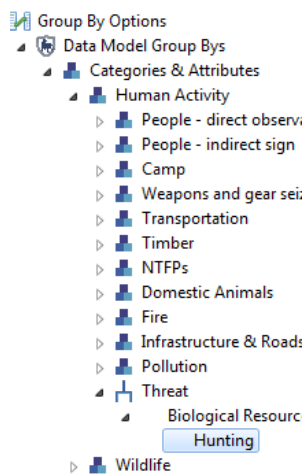 Group By Options
Data Model Group Bys
Categories & Attributes
Human Activity
People - direct observa
People - indirect sign
Camp
Weapons and gear seiz
Transportation
Timber
NTFPs
Domestic Animals
Fire
Infrastructure & Roads
Pollution
Threat
Biological Resourc
Hunting
Wildlife